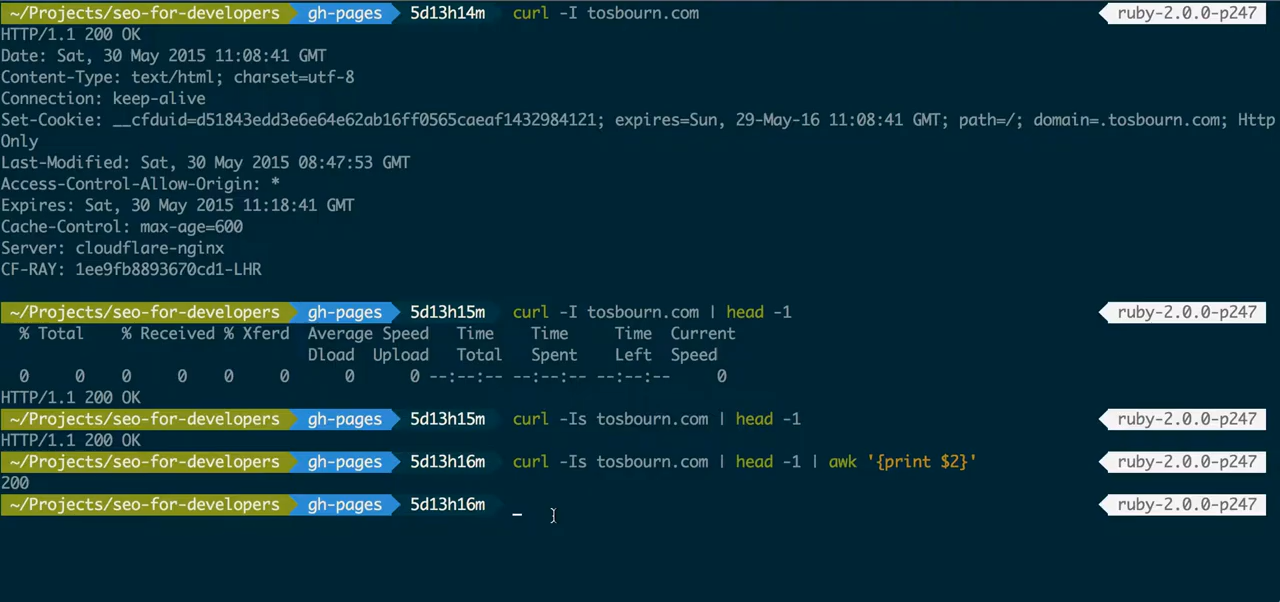 ~/Projects/seo-for-developers gh-pages 5d13h14m curl -I tosbourn.com ruby-2.0.0-p247
HTTP/1.1 200 OK
Date: Sat, 30 May 2015 11:08:41 GMT
Content-Type: text/html; charset=utf-8
Connection: keep-alive
Set-Cookie: __cfduid=d51843edd3e6e64e62ab16ff0565caeaf1432984121; expires=Sun, 29-May-16 11:08:41 GMT; path=/; domain=.tosbourn.com; Http
Only
Last-Modified: Sat, 30 May 2015 08:47:53 GMT
Access-Control-Allow-Origin: *
Expires: Sat, 30 May 2015 11:18:41 GMT
Cache-Control: max-age=600
Server: cloudflare-nginx
CF-RAY: 1ee9fb8893670cd1-LHR
~/Projects/seo-for-developers gh-pages 5d13h15m curl -I tosbourn.com | head -1 ruby-2.0.0-p247
% Total % Received % Xferd Average Speed Time Time Time Current
Dload Upload Total Spent Left Speed
0 0 0 0 0 0 0 0 --:--:-- --:--:-- --:--:-- 0
HTTP/1.1 200 OK
~/Projects/seo-for-developers gh-pages 5d13h15m curl -Is tosbourn.com | head -1 ruby-2.0.0-p247
HTTP/1.1 200 OK
~/Projects/seo-for-developers gh-pages 5d13h16m curl -Is tosbourn.com | head -1 | awk '{print $2}' ruby-2.0.0-p247
200
~/Projects/seo-for-developers gh-pages 5d13h16m _ ruby-2.0.0-p247